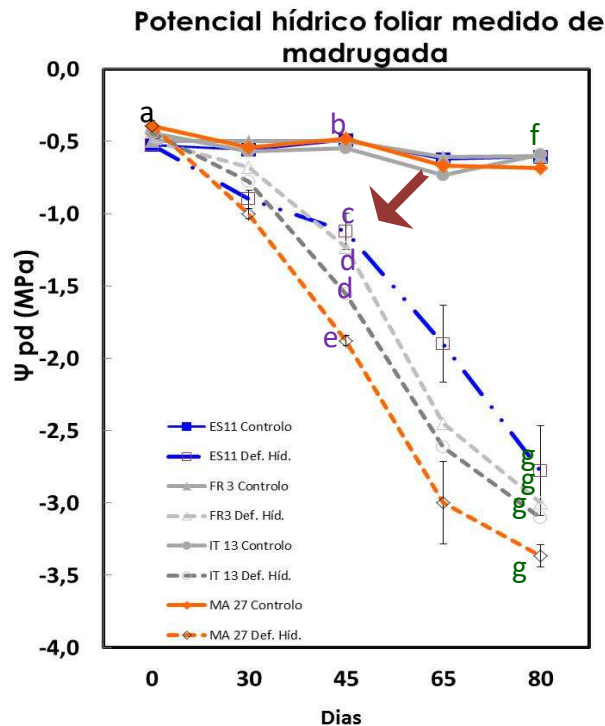 Potencial hídrico foliar medido de
madrugada
Ψ pd (MPa)
0,0
-0,5
-1,0
-1,5
-2,0
-2,5
-3,0
-3,5
-4,0
a
b
f
c
d
d
e
g
g
g
g
ES11 Controlo
ES11 Def. Híd.
FR 3 Controlo
FR3 Def. Híd.
IT 13 Controlo
IT 13 Def. Híd.
MA 27 Controlo
MA 27 Def. Híd.
0 30 45 65 80
Dias